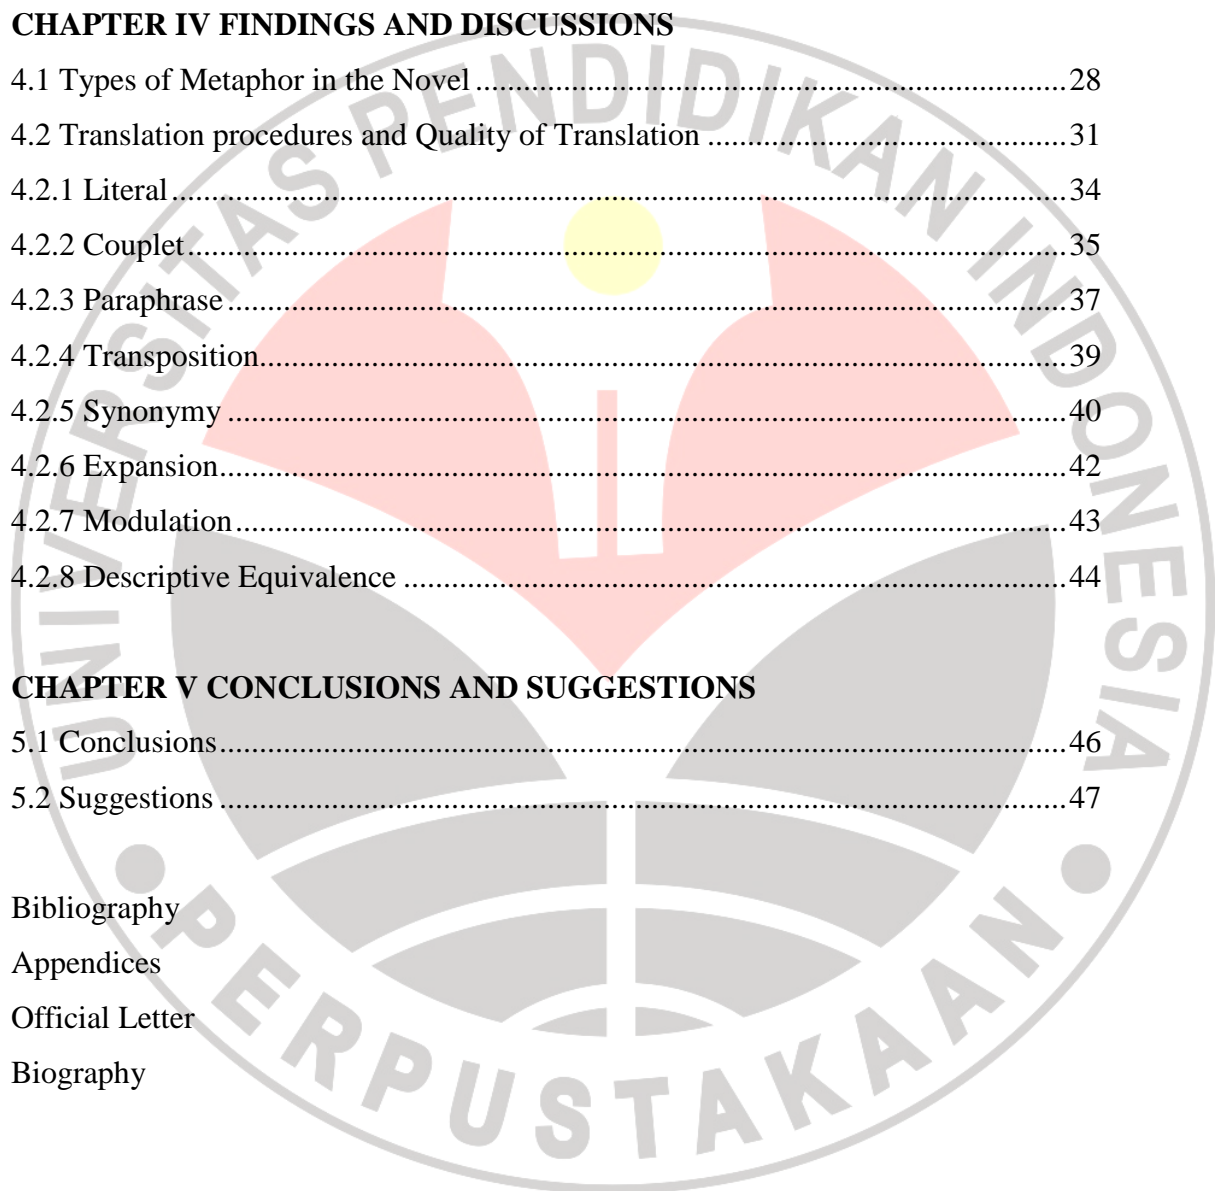 CHAPTER IV FINDINGS AND DISCUSSIONS
4.1 Types of Metaphor in the Novel ........................................................................ 28
4.2 Translation procedures and Quality of Translation ............................................ 31
4.2.1 Literal ............................................................................................................. 34
4.2.2 Couplet ........................................................................................................... 35
4.2.3 Paraphrase ...................................................................................................... 37
4.2.4 Transposition .................................................................................................. 39
4.2.5 Synonymy ...................................................................................................... 40
4.2.6 Expansion ....................................................................................................... 42
4.2.7 Modulation ..................................................................................................... 43
4.2.8 Descriptive Equivalence ................................................................................. 44
CHAPTER V CONCLUSIONS AND SUGGESTIONS
5.1 Conclusions ....................................................................................................... 46
5.2 Suggestions ....................................................................................................... 47
Bibliography
Appendices
Official Letter
Biography
UNIVERSITAS PENDIDIKAN INDONESIA
PERPUSTAKAAN